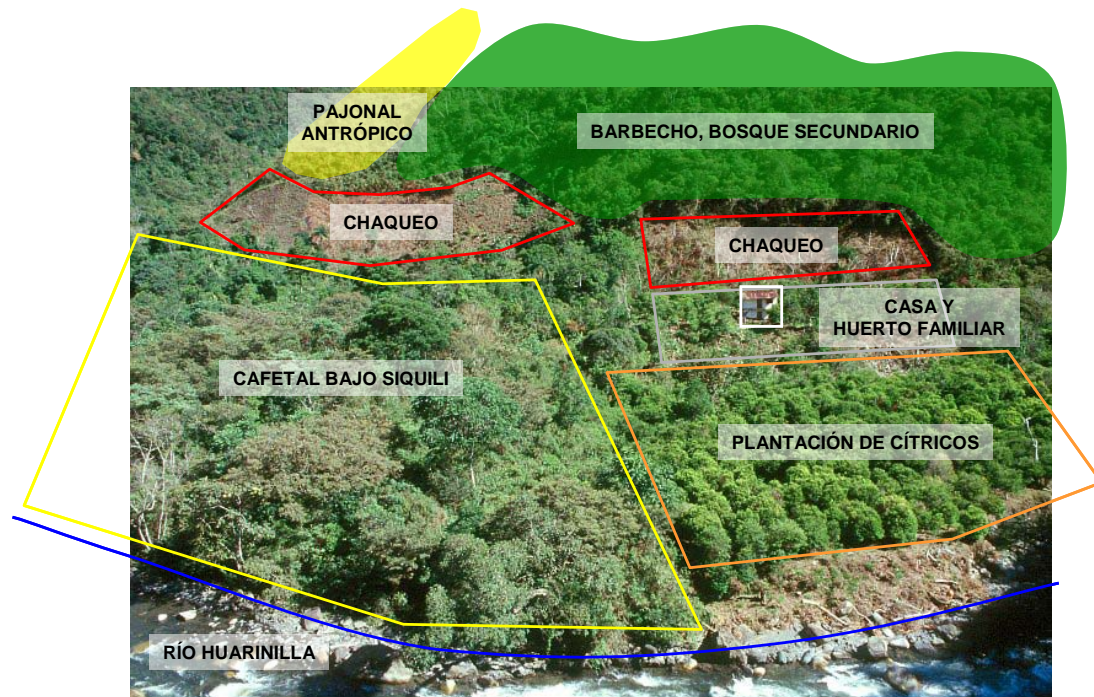 PAJONAL
ANTRÓPICO
BARBECHO, BOSQUE SECUNDARIO
CHAQUEO
CHAQUEO
CASA Y
HUERTO FAMILIAR
CAFETAL BAJO SIQUILI
PLANTACIÓN DE CÍTRICOS
RÍO HUARINILLA